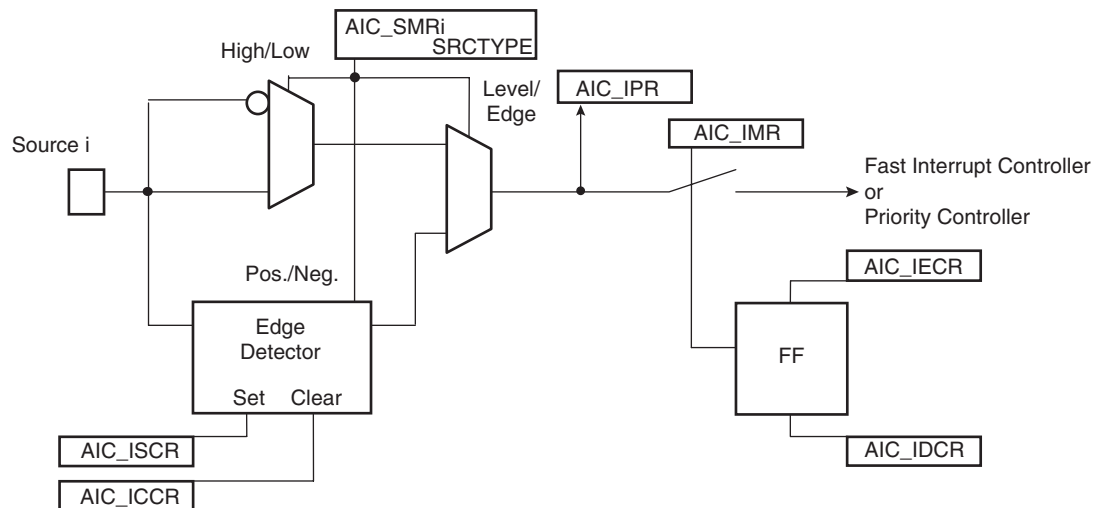 AIC_SMRi
SRCTYPE
High/Low
Level/
Edge
AIC_IPR
AIC_IMR
Source i
Fast Interrupt Controller
or
Priority Controller
Pos./Neg.
AIC_IECR
Edge
Detector
FF
Set Clear
AIC_ISCR
AIC_IDCR
AIC_ICCR